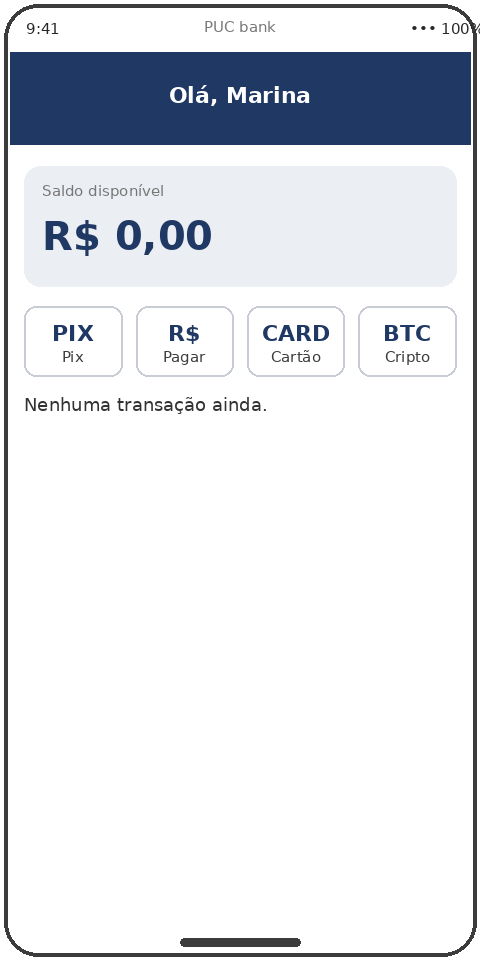 9:41 PUC bank ••• 100%
Olá, Marina
Saldo disponível
R$ 0,00
PIX R$ CARD BTC
Pix Pagar Cartão Cripto
Nenhuma transação ainda.